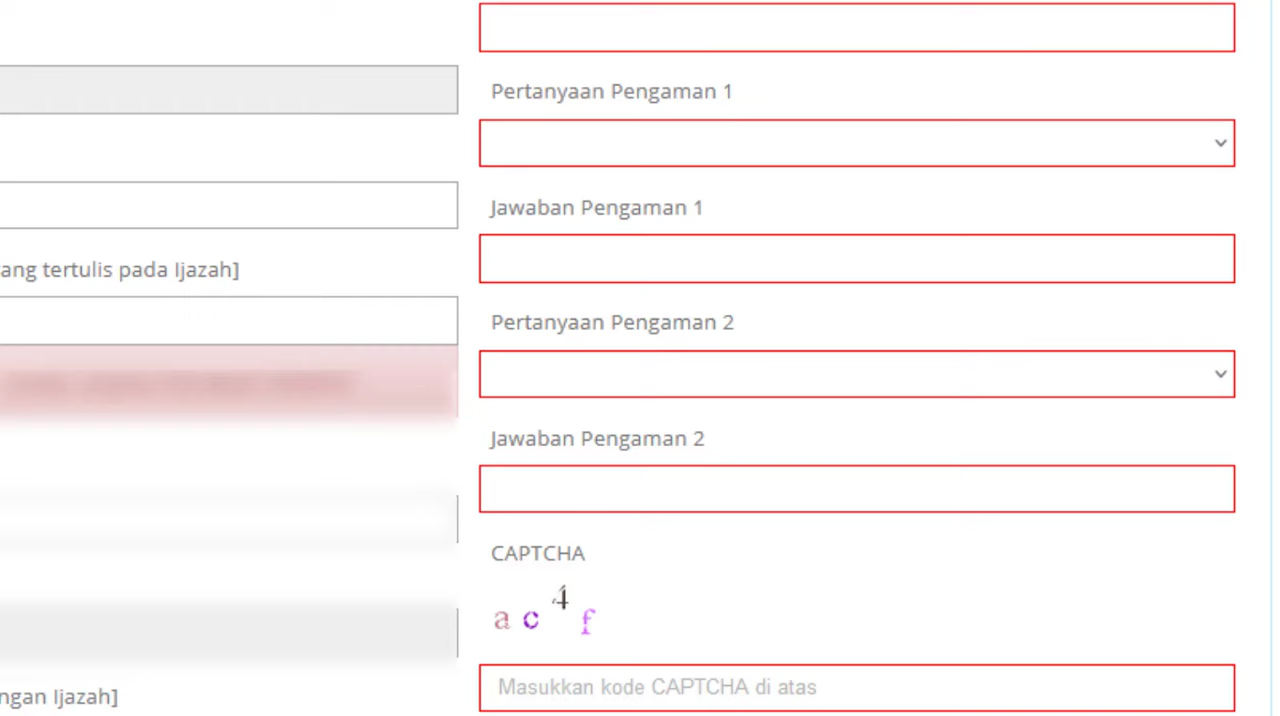 Pertanyaan Pengaman 1
Jawaban Pengaman 1
ang tertulis pada Ijazah]
Pertanyaan Pengaman 2
Jawaban Pengaman 2
CAPTCHA
a c 4 f
Masukkan kode CAPTCHA di atas
ngan Ijazah]